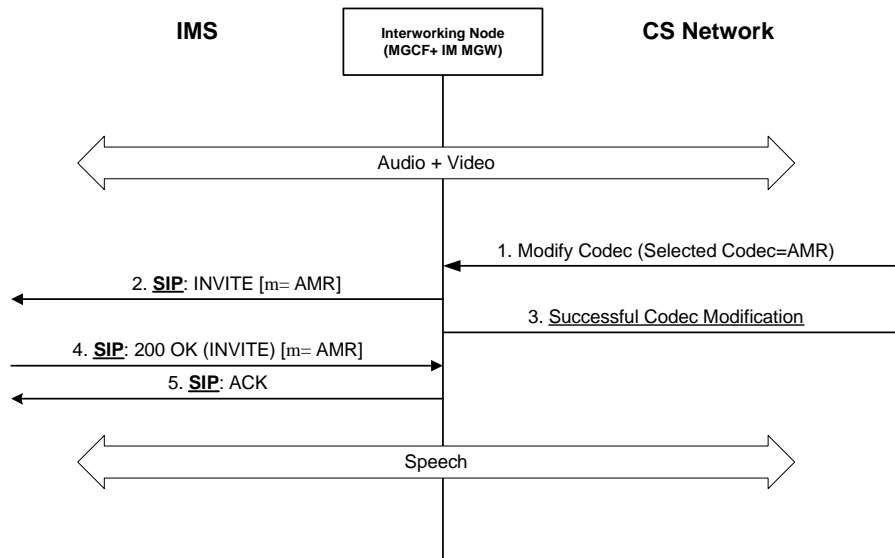 IMS
Interworking Node
(MGCF+ IM MGW)
CS Network
Audio + Video
1. Modify Codec (Selected Codec=AMR)
2. SIP: INVITE [m= AMR]
3. Successful Codec Modification
4. SIP: 200 OK (INVITE) [m= AMR]
5. SIP: ACK
Speech